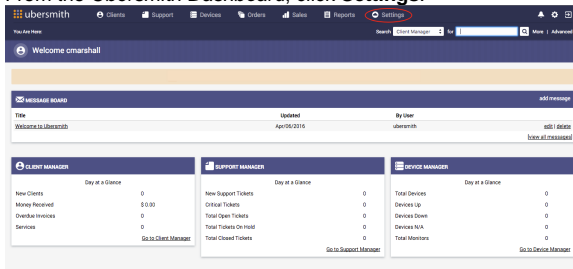 From the Ubersmith Dashboard, click Settings.
ubersmith Clients Support Devices Orders Sales Reports Settings
You Are Here: Search Client Manager for More | Advanced
Welcome cmarshall
MESSAGE BOARD add message
Title Updated By User
Welcome to Ubersmith Apr/06/2016 ubersmith edit | delete
[view all messages]
CLIENT MANAGER
Day at a Glance
New Clients 0
Money Received $ 0.00
Overdue Invoices 0
Services 0
Go to Client Manager
SUPPORT MANAGER
Day at a Glance
New Support Tickets 0
Critical Tickets 0
Total Open Tickets 0
Total Tickets On Hold 0
Total Closed Tickets 0
Go to Support Manager
DEVICE MANAGER
Day at a Glance
Total Devices 0
Devices Up 0
Devices Down 0
Devices N/A 0
Total Monitors 0
Go to Device Manager